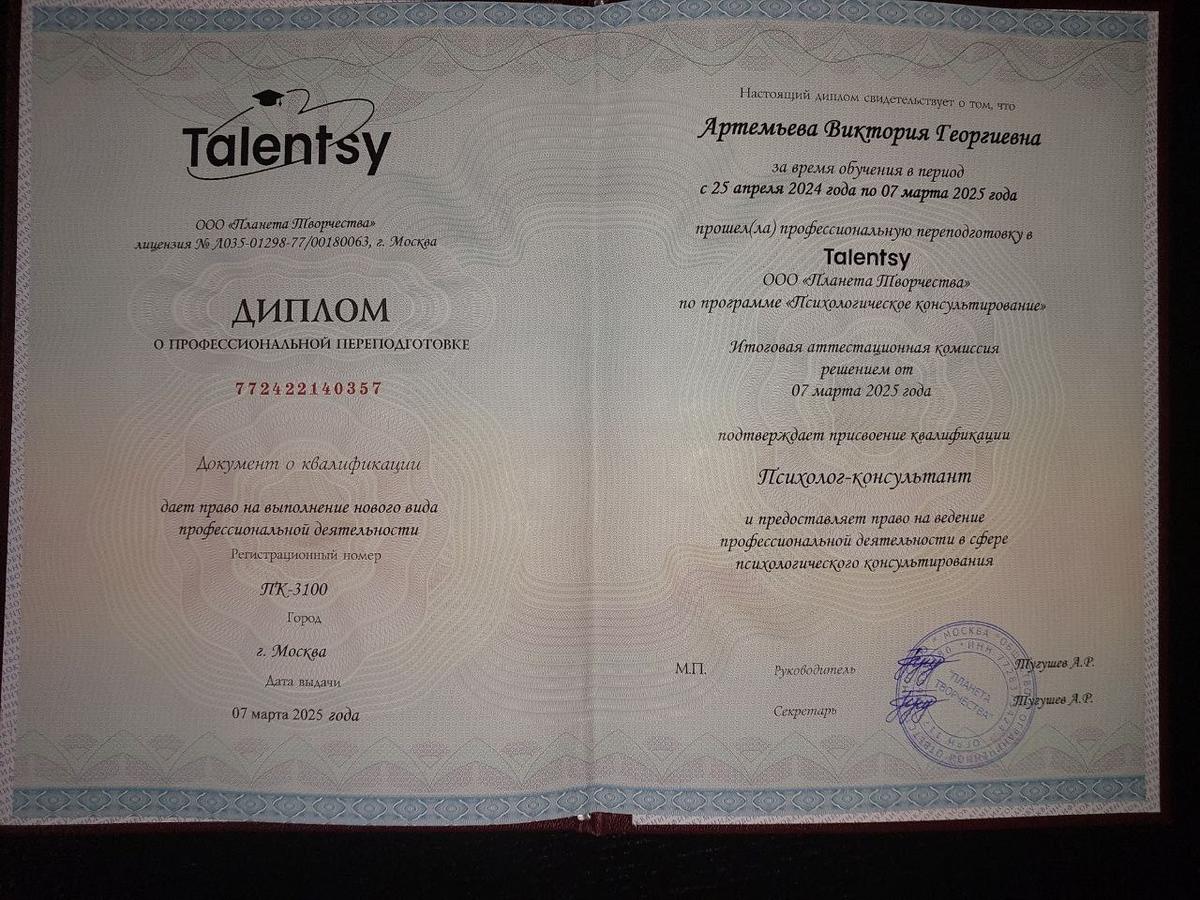 Talentsy
ООО «Планета Творчества»
лицензия № Л035-01298-77/00180063, г. Москва
ДИПЛОМ
О ПРОФЕССИОНАЛЬНОЙ ПЕРЕПОДГОТОВКЕ
772422140357
Документ о квалификации
дает право на выполнение нового вида
профессиональной деятельности
Регистрационный номер
ПК-3100
Город
г. Москва
Дата выдачи
07 марта 2025 года
Настоящий диплом свидетельствует о том, что
Артемьева Виктория Георгиевна
за время обучения в период
с 25 апреля 2024 года по 07 марта 2025 года
прошел(ла) профессиональную переподготовку в
Talentsy
ООО «Планета Творчества»
по программе «Психологическое консультирование»
Итоговая аттестационная комиссия
решением от
07 марта 2025 года
подтверждает присвоение квалификации
Психолог-консультант
и предоставляет право на ведение
профессиональной деятельности в сфере
психологического консультирования
М.П.
Руководитель
Тугушев А.Р.
Секретарь
Тугушев А.Р.
МОСКВА
"ПЛАНЕТА
ТВОРЧЕСТВА"